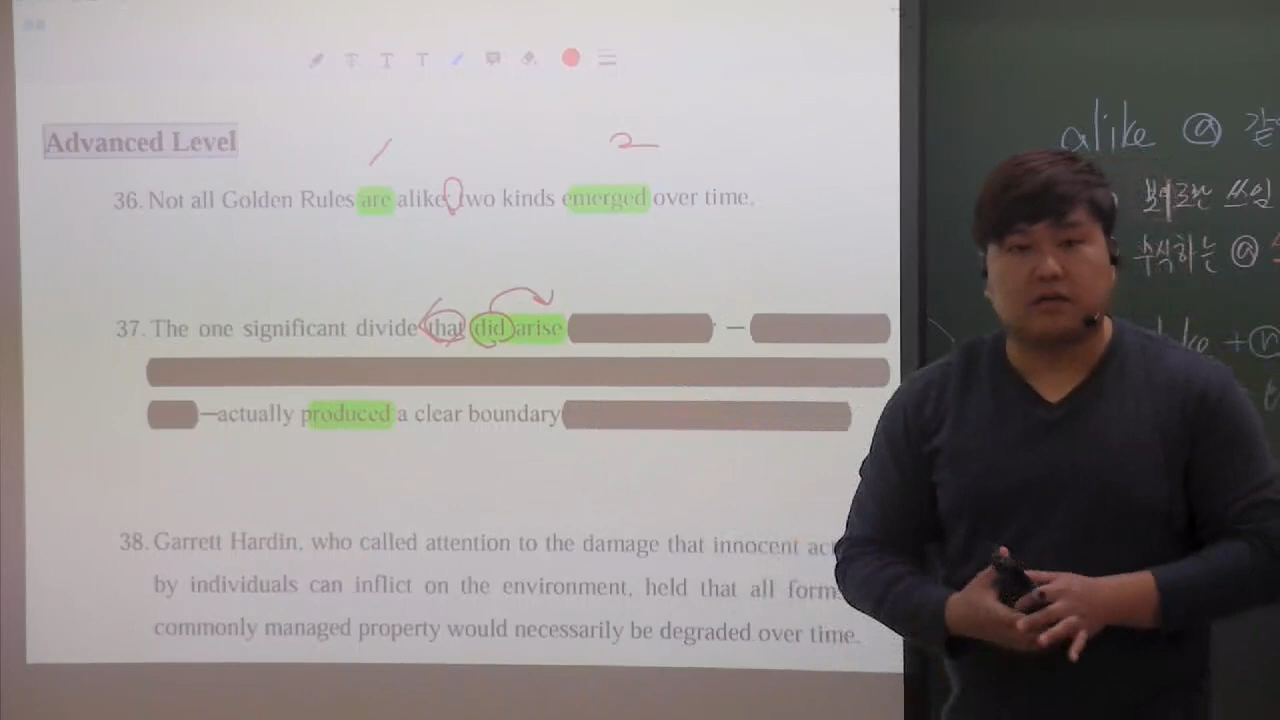 Advanced Level
1 2
36. Not all Golden Rules are alike; two kinds emerged over time.
37. The one significant divide that did arise –
—actually produced a clear boundary
38. Garrett Hardin, who called attention to the damage that innocent
by individuals can inflict on the environment, held that all
commonly managed property would necessarily be degraded over time.
alike ⓐ
보어로만 쓰임
수식하는 ⓐ
+ⓝ